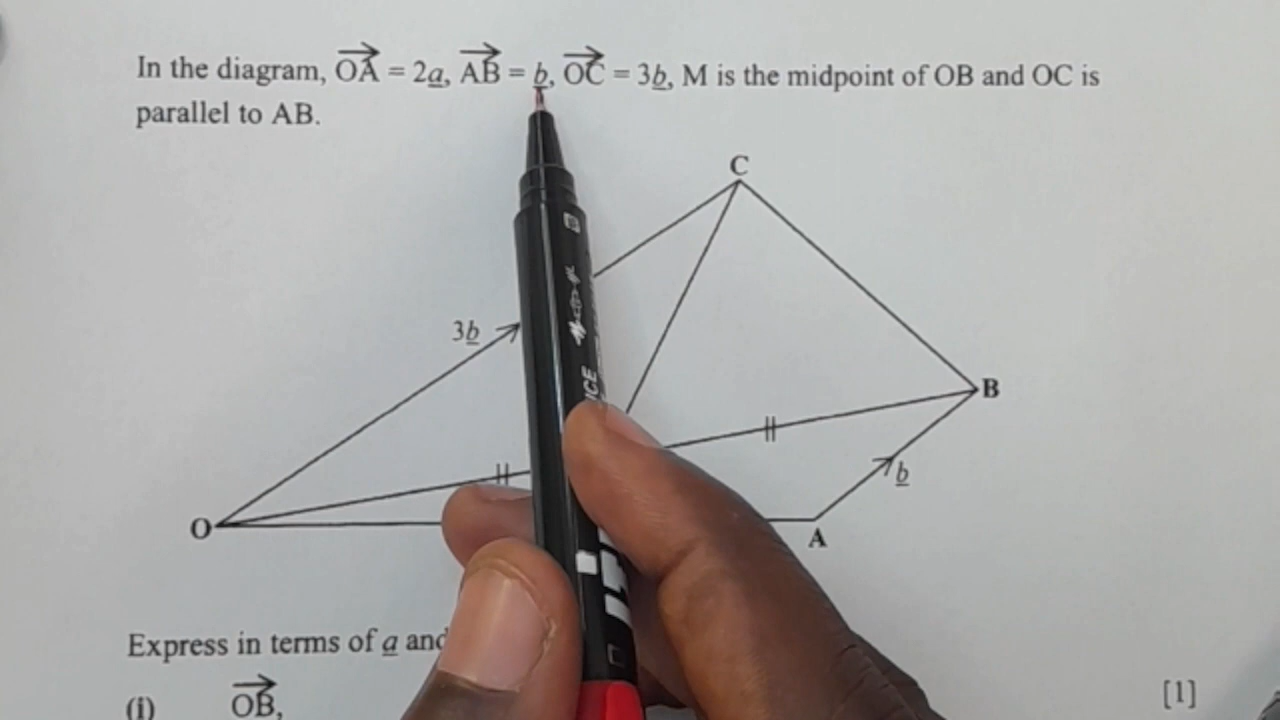 In the diagram, OA = 2a, AB = b, OC = 3b, M is the midpoint of OB and OC is
parallel to AB.
C
3b
B
b
O
A
Express in terms of a and
(i) OB, [1]